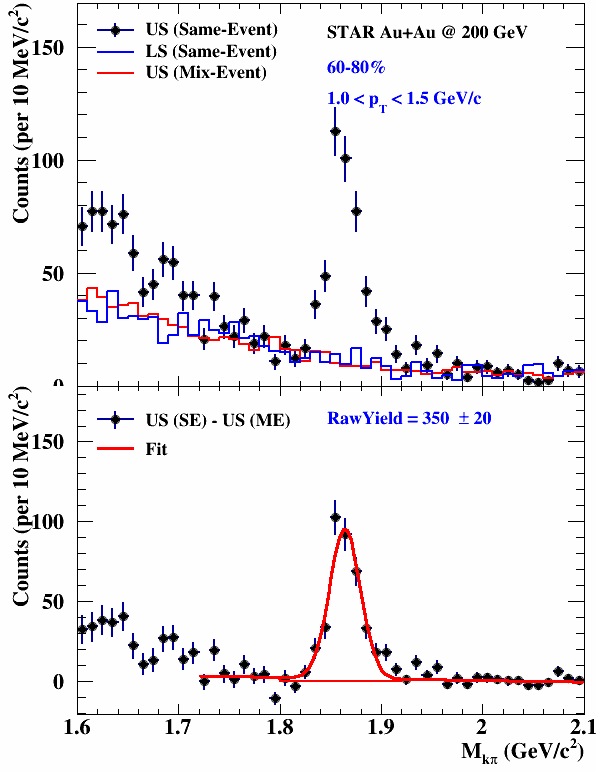 US (Same-Event)
LS (Same-Event)
US (Mix-Event)
STAR Au+Au @ 200 GeV
60-80%
1.0 < p_T < 1.5 GeV/c
Counts (per 10 MeV/c²)
150
100
50
0
US (SE) - US (ME)
Fit
RawYield = 350 ± 20
Counts (per 10 MeV/c²)
150
100
50
0
1.6 1.7 1.8 1.9 2 2.1
M_kπ (GeV/c²)